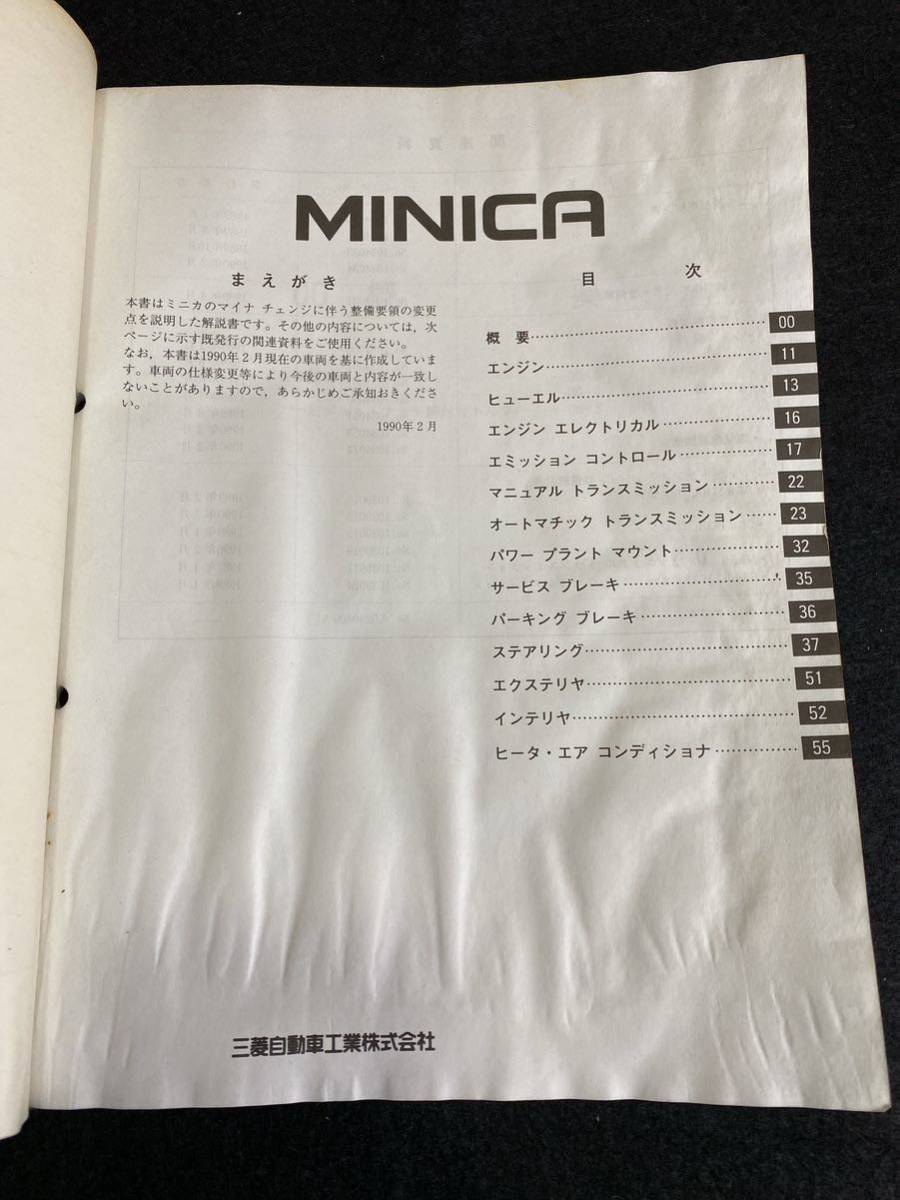 MINICA
まえがき
本書はミニカのマイナ チェンジに伴う整備要領の変更
点を説明した解説書です。その他の内容については，次
ページに示す既発行の関連資料をご使用ください。
なお，本書は1990年２月現在の車両を基に作成していま
す。車両の仕様変更等により今後の車両と内容が一致し
ないことがありますので，あらかじめご承知おきくださ
い。
1990年２月
目次
概要 00
エンジン 11
ヒューエル 13
エンジン エレクトリカル 16
エミッション コントロール 17
マニュアル トランスミッション 22
オートマチック トランスミッション 23
パワー プラント マウント 32
サービス ブレーキ 35
パーキング ブレーキ 36
ステアリング 37
エクステリヤ 51
インテリヤ 52
ヒータ・エア コンディショナ 55
三菱自動車工業株式会社